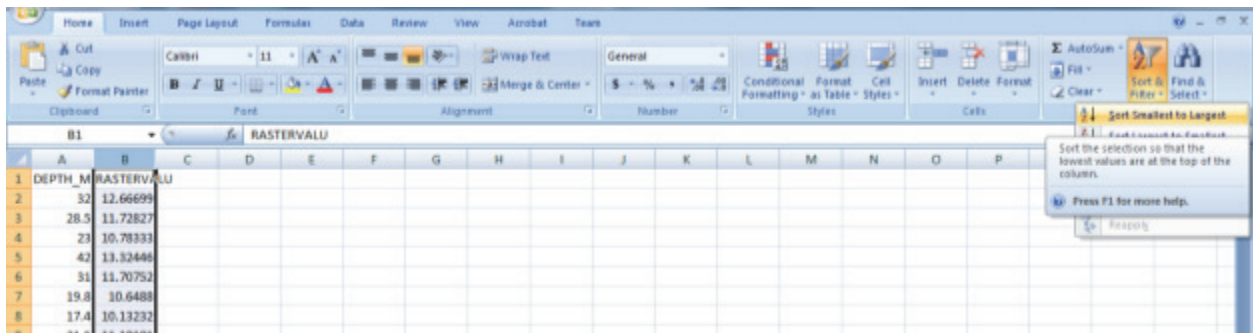 Home Insert Page Layout Formulas Data Review View Acrobat Team
Cut
Copy
Format Painter
Paste
Clipboard
Calibri 11 A A
B I U A
Font
Wrap Text
Merge & Center
Alignment
General
$ % ,
Number
Conditional Formatting
Format as Table
Cell Styles
Styles
Insert Delete Format
Cells
Σ AutoSum
Fill
Clear
Sort & Filter
Find & Select
Sort Smallest to Largest
Sort Largest to Smallest
Sort the selection so that the
lowest values are at the top of the
column.
Press F1 for more help.
Reapply
B1 fx RASTERVALU
A B C D E F G H I J K L M N O P
1 DEPTH_M RASTERVALU
2 32 12.66699
3 28.5 11.72827
4 23 10.78333
5 42 13.32446
6 31 11.70752
7 19.8 10.6488
8 17.4 10.13232